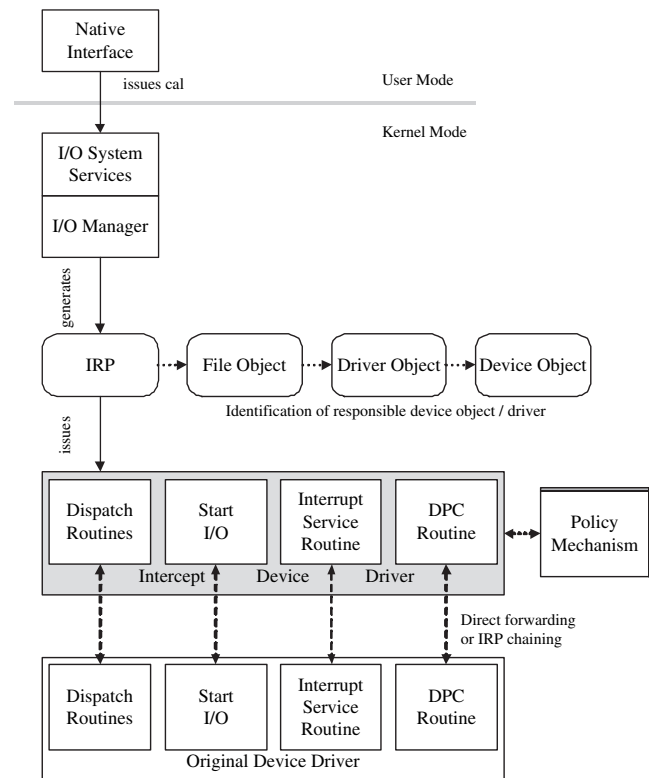 Native
Interface
issues cal
User Mode
Kernel Mode
I/O System
Services
I/O Manager
generates
IRP
File Object
Driver Object
Device Object
Identification of responsible device object / driver
issues
Dispatch
Routines
Start
I/O
Interrupt
Service
Routine
DPC
Routine
Intercept Device Driver
Policy
Mechanism
Direct forwarding
or IRP chaining
Dispatch
Routines
Start
I/O
Interrupt
Service
Routine
DPC
Routine
Original Device Driver